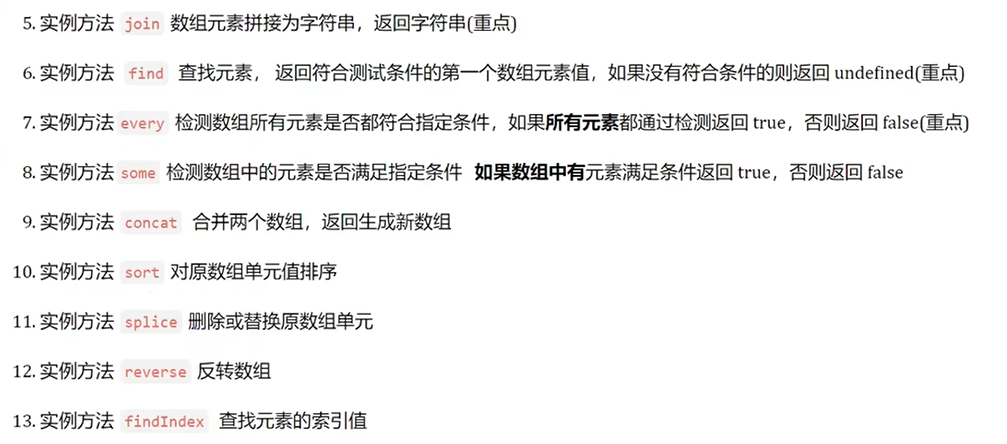 5. 实例方法 join 数组元素拼接为字符串，返回字符串(重点)
6. 实例方法 find 查找元素， 返回符合测试条件的第一个数组元素值，如果没有符合条件的则返回 undefined(重点)
7. 实例方法 every 检测数组所有元素是否都符合指定条件，如果所有元素都通过检测返回 true，否则返回 false(重点)
8. 实例方法 some 检测数组中的元素是否满足指定条件 如果数组中有元素满足条件返回 true，否则返回 false
9. 实例方法 concat 合并两个数组，返回生成新数组
10. 实例方法 sort 对原数组单元值排序
11. 实例方法 splice 删除或替换原数组单元
12. 实例方法 reverse 反转数组
13. 实例方法 findIndex 查找元素的索引值